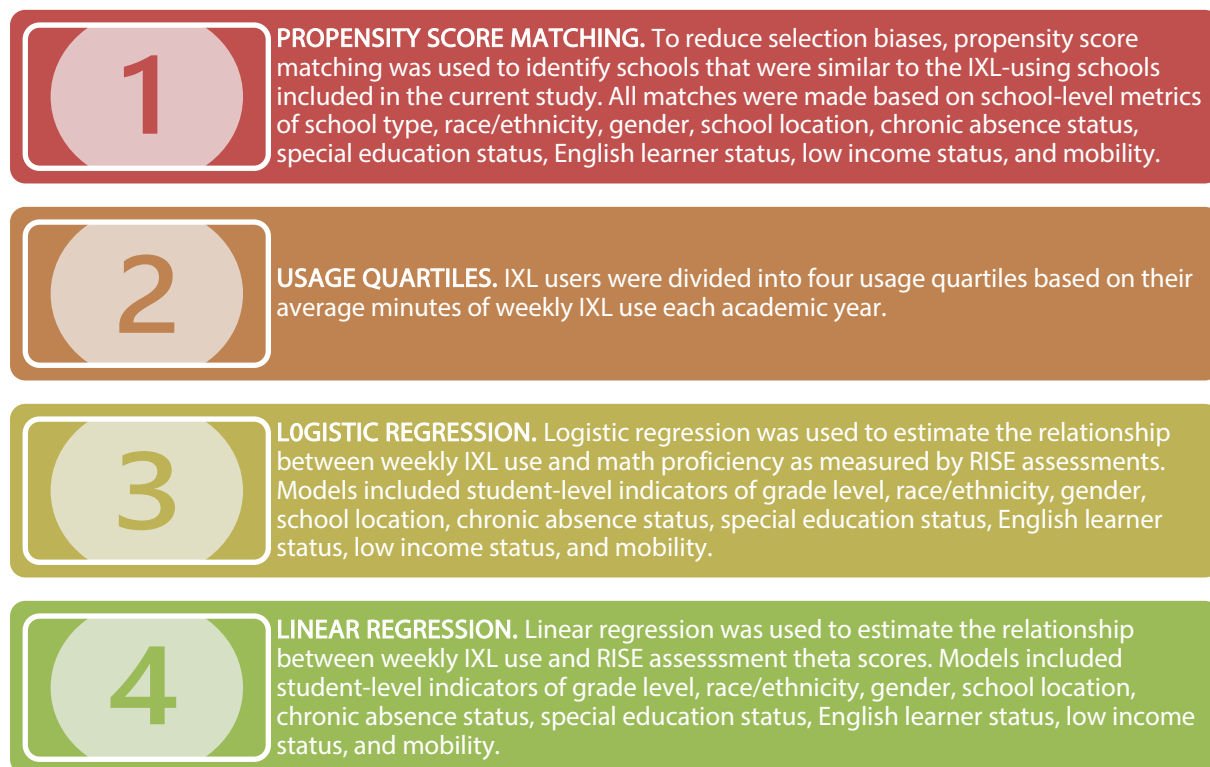 1
PROPENSITY SCORE MATCHING. To reduce selection biases, propensity score
matching was used to identify schools that were similar to the IXL-using schools
included in the current study. All matches were made based on school-level metrics
of school type, race/ethnicity, gender, school location, chronic absence status,
special education status, English learner status, low income status, and mobility.
2
USAGE QUARTILES. IXL users were divided into four usage quartiles based on their
average minutes of weekly IXL use each academic year.
3
L0GISTIC REGRESSION. Logistic regression was used to estimate the relationship
between weekly IXL use and math proficiency as measured by RISE assessments.
Models included student-level indicators of grade level, race/ethnicity, gender,
school location, chronic absence status, special education status, English learner
status, low income status, and mobility.
4
LINEAR REGRESSION. Linear regression was used to estimate the relationship
between weekly IXL use and RISE assesssment theta scores. Models included
student-level indicators of grade level, race/ethnicity, gender, school location,
chronic absence status, special education status, English learner status, low income
status, and mobility.